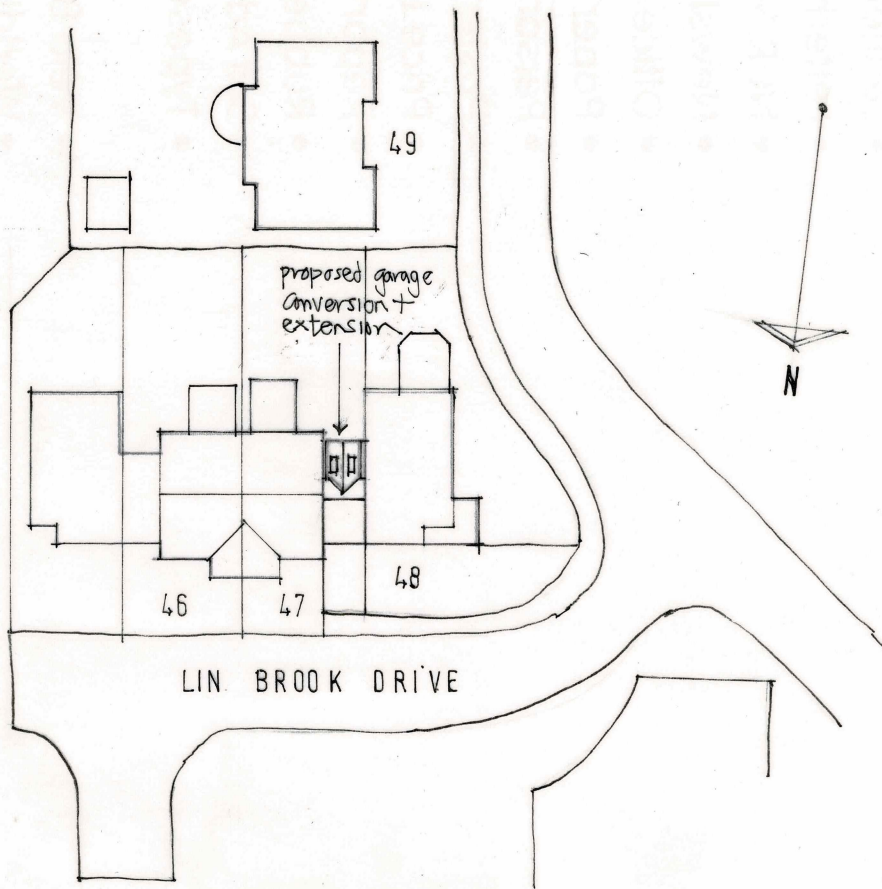 49
proposed garage
conversion +
extension
N
48
46
47
LIN BROOK DRIVE